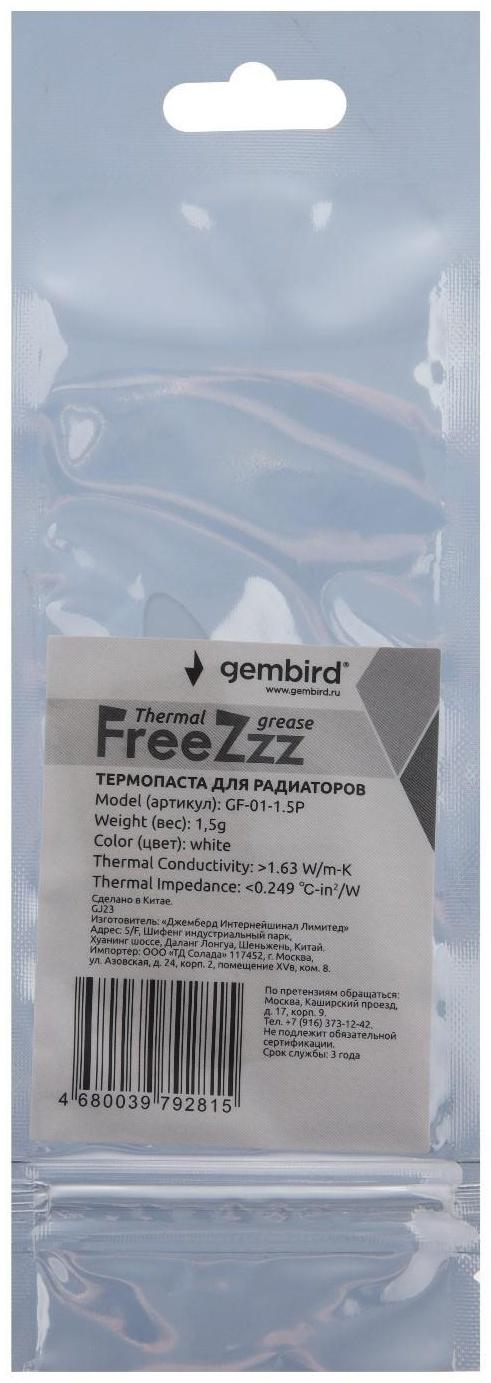 gembird®
www.gembird.ru
Thermal grease
FreeZzz
ТЕРМОПАСТА ДЛЯ РАДИАТОРОВ
Model (артикул): GF-01-1.5P
Weight (вес): 1,5g
Color (цвет): white
Thermal Conductivity: >1.63 W/m-K
Thermal Impedance: <0.249 °C-in²/W
Сделано в Китае.
GJ23
Изготовитель: «Джемберд Интернейшинал Лимитед»
Адрес: 5/F, Шифенг индустриальный парк,
Хуанинг шоссе, Даланг Лонгуа, Шеньжень, Китай.
Импортер: ООО «ТД Солада» 117452, г. Москва,
ул. Азовская, д. 24, корп. 2, помещение XVв, ком. 8.
По претензиям обращаться:
Москва, Каширский проезд,
д. 17, корп. 9.
Тел. +7 (916) 373-12-42.
Не подлежит обязательной
сертификации.
Срок службы: 3 года
4 680039 792815